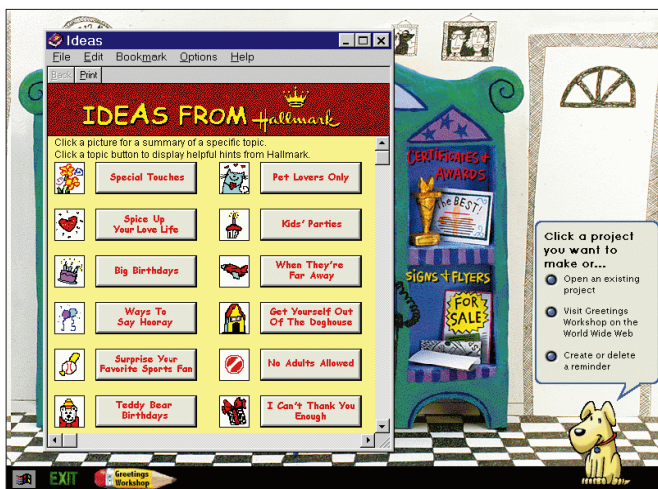 Ideas
File Edit Bookmark Options Help
Back Print
IDEAS FROM Hallmark
Click a picture for a summary of a specific topic.
Click a topic button to display helpful hints from Hallmark.
Special Touches
Pet Lovers Only
Spice Up
Your Love Life
Kids' Parties
Big Birthdays
When They're
Far Away
Ways To
Say Hooray
Get Yourself Out
Of The Doghouse
Surprise Your
Favorite Sports Fan
No Adults Allowed
Teddy Bear
Birthdays
I Can't Thank You
Enough
CERTIFICATES +
AWARDS
The BEST!
SIGNS + FLYERS
FOR
SALE
Click a project
you want to
make or...
Open an existing
project
Visit Greetings
Workshop on the
World Wide Web
Create or delete
a reminder
EXIT
Greetings
Workshop